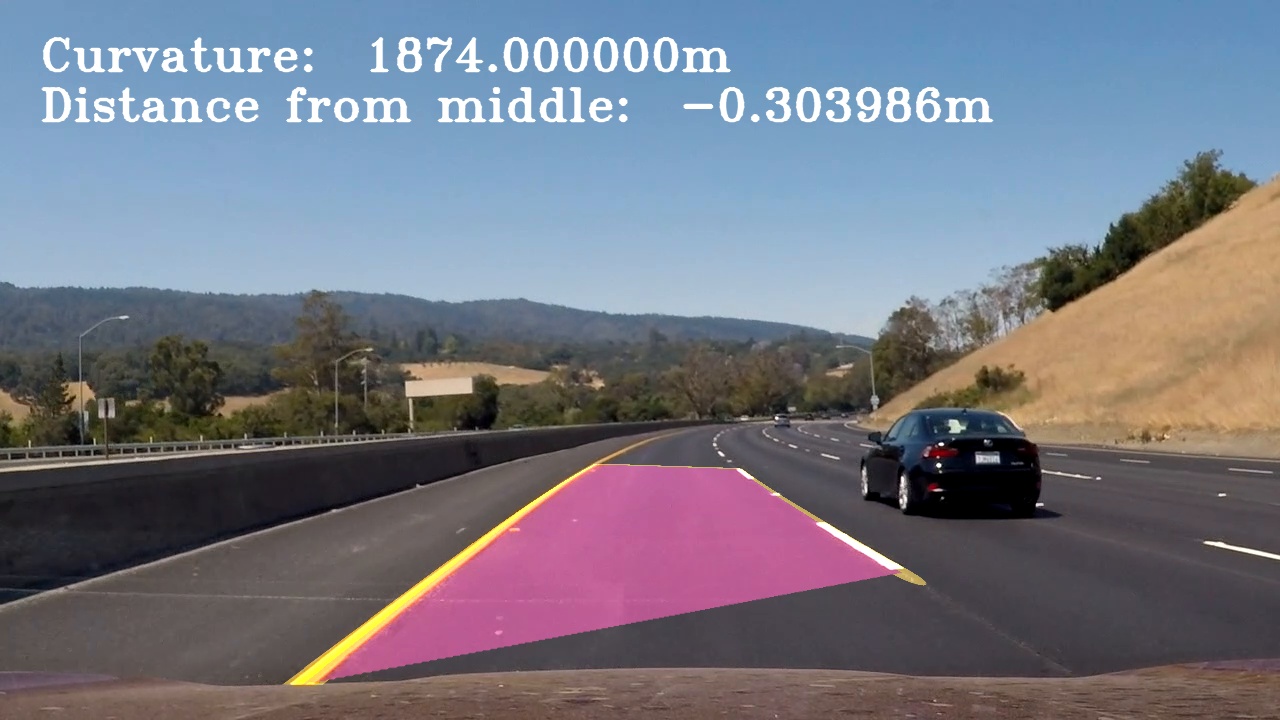 Curvature: 1874.000000m
Distance from middle: −0.303986m